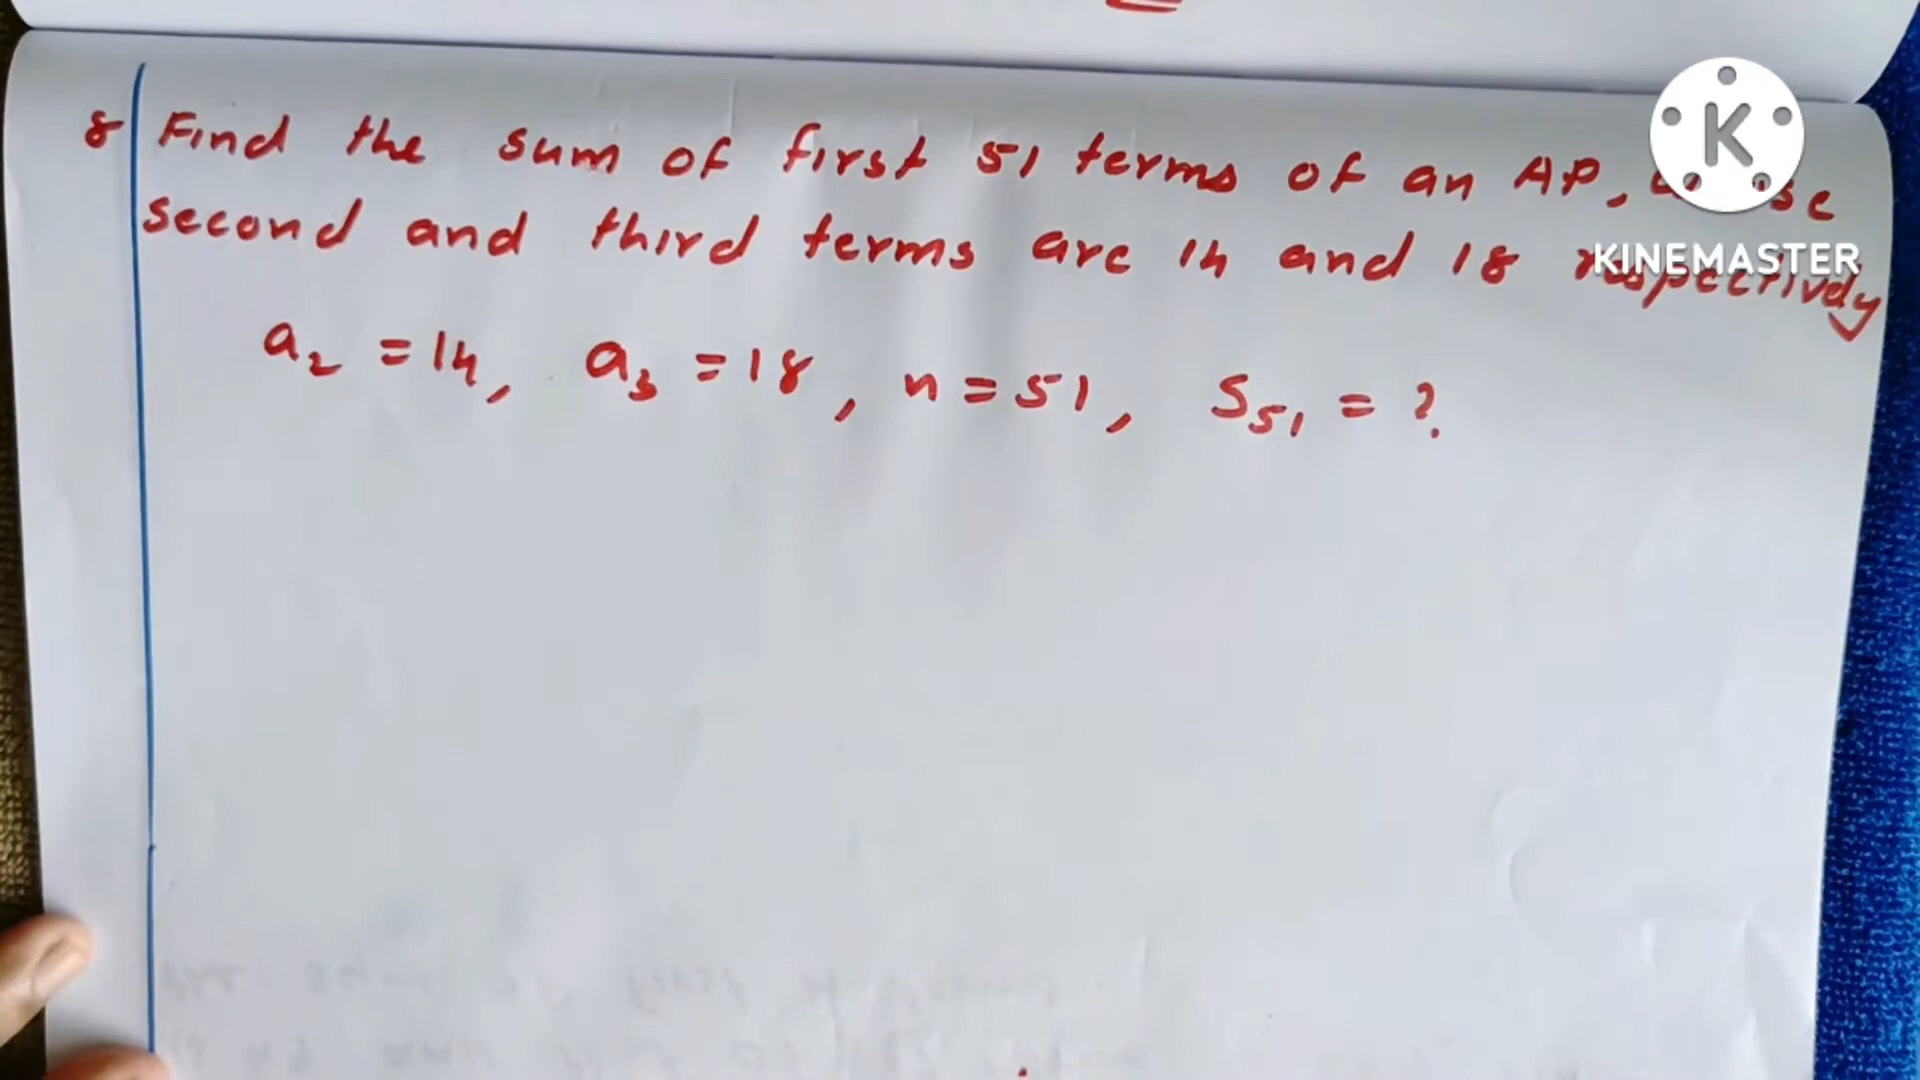 8 Find the sum of first 51 terms of an AP,
second and third terms are 14 and 18 respectively
a₂ = 14, a₃ = 18, n = 51, S₅₁ = ?
K
KINEMASTER